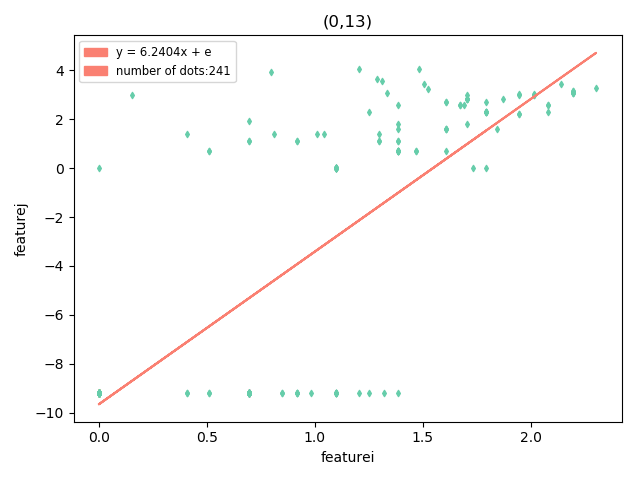 (0,13)
y = 6.2404x + e
number of dots:241
featurej
4
2
0
−2
−4
−6
−8
−10
0.0 0.5 1.0 1.5 2.0
featurei